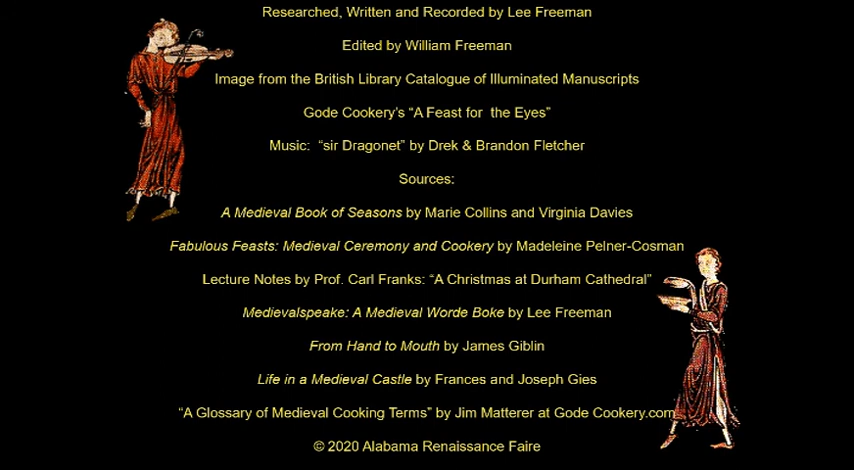 Researched, Written and Recorded by Lee Freeman
Edited by William Freeman
Image from the British Library Catalogue of Illuminated Manuscripts
Gode Cookery's "A Feast for the Eyes"
Music: "sir Dragonet" by Drek & Brandon Fletcher
Sources:
A Medieval Book of Seasons by Marie Collins and Virginia Davies
Fabulous Feasts: Medieval Ceremony and Cookery by Madeleine Pelner-Cosman
Lecture Notes by Prof. Carl Franks: "A Christmas at Durham Cathedral"
Medievalspeake: A Medieval Worde Boke by Lee Freeman
From Hand to Mouth by James Giblin
Life in a Medieval Castle by Frances and Joseph Gies
"A Glossary of Medieval Cooking Terms" by Jim Matterer at Gode Cookery.com
© 2020 Alabama Renaissance Faire